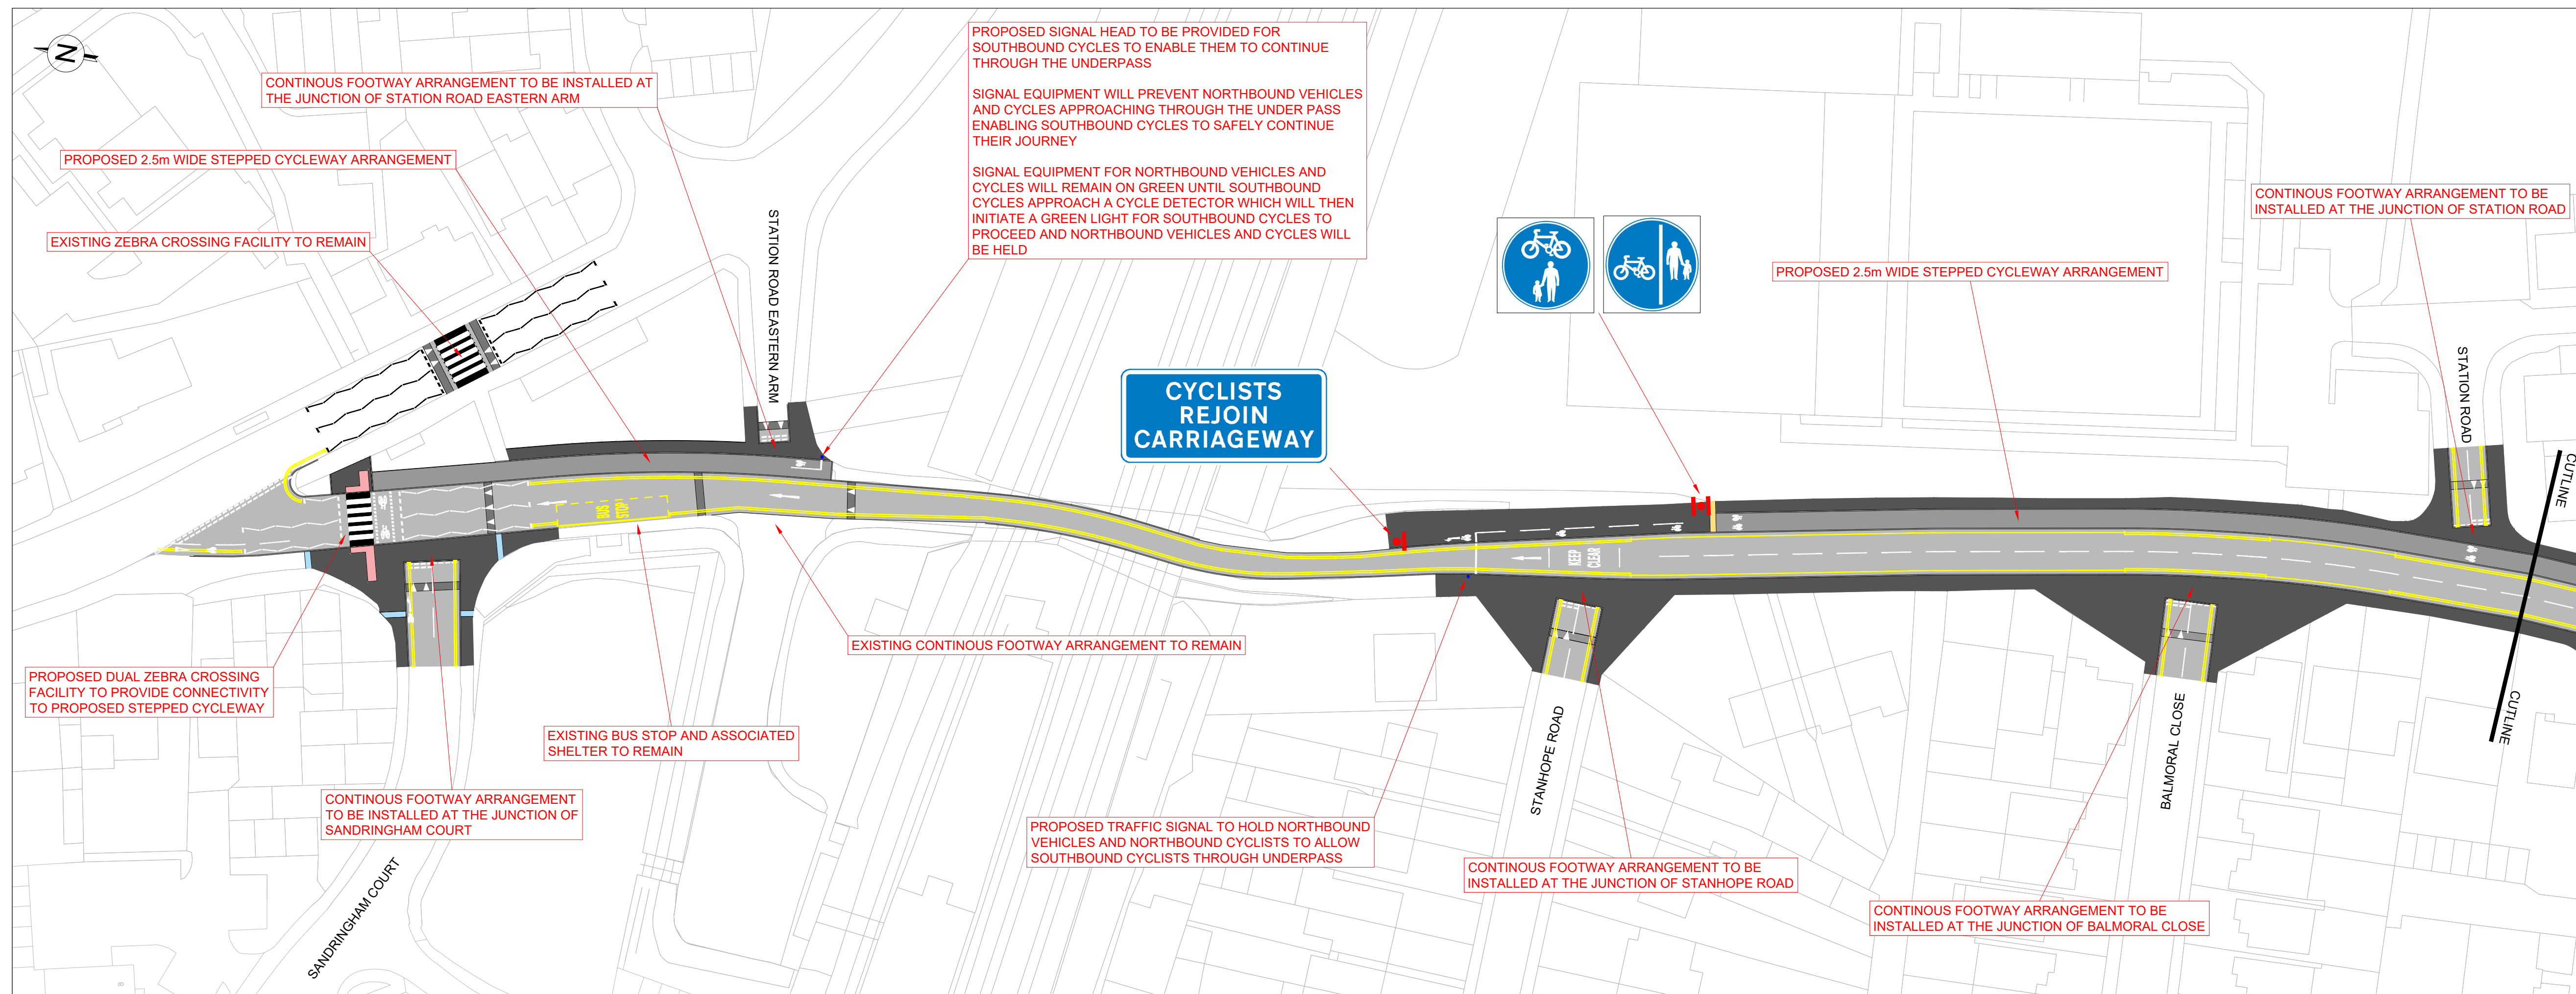 N
PROPOSED SIGNAL HEAD TO BE PROVIDED FOR
SOUTHBOUND CYCLES TO ENABLE THEM TO CONTINUE
THROUGH THE UNDERPASS
SIGNAL EQUIPMENT WILL PREVENT NORTHBOUND VEHICLES
AND CYCLES APPROACHING THROUGH THE UNDER PASS
ENABLING SOUTHBOUND CYCLES TO SAFELY CONTINUE
THEIR JOURNEY
SIGNAL EQUIPMENT FOR NORTHBOUND VEHICLES AND
CYCLES WILL REMAIN ON GREEN UNTIL SOUTHBOUND
CYCLES APPROACH A CYCLE DETECTOR WHICH WILL THEN
INITIATE A GREEN LIGHT FOR SOUTHBOUND CYCLES TO
PROCEED AND NORTHBOUND VEHICLES AND CYCLES WILL
BE HELD
CONTINOUS FOOTWAY ARRANGEMENT TO BE INSTALLED AT
THE JUNCTION OF STATION ROAD EASTERN ARM
PROPOSED 2.5m WIDE STEPPED CYCLEWAY ARRANGEMENT
EXISTING ZEBRA CROSSING FACILITY TO REMAIN
STATION ROAD EASTERN ARM
CONTINOUS FOOTWAY ARRANGEMENT TO BE
INSTALLED AT THE JUNCTION OF STATION ROAD
PROPOSED 2.5m WIDE STEPPED CYCLEWAY ARRANGEMENT
STATION ROAD
CYCLISTS
REJOIN
CARRIAGEWAY
CUTLINE
BUS
STOP
KEEP
CLEAR
EXISTING CONTINOUS FOOTWAY ARRANGEMENT TO REMAIN
PROPOSED DUAL ZEBRA CROSSING
FACILITY TO PROVIDE CONNECTIVITY
TO PROPOSED STEPPED CYCLEWAY
EXISTING BUS STOP AND ASSOCIATED
SHELTER TO REMAIN
STANHOPE ROAD
BALMORAL CLOSE
CUTLINE
CONTINOUS FOOTWAY ARRANGEMENT
TO BE INSTALLED AT THE JUNCTION OF
SANDRINGHAM COURT
PROPOSED TRAFFIC SIGNAL TO HOLD NORTHBOUND
VEHICLES AND NORTHBOUND CYCLISTS TO ALLOW
SOUTHBOUND CYCLISTS THROUGH UNDERPASS
CONTINOUS FOOTWAY ARRANGEMENT TO BE
INSTALLED AT THE JUNCTION OF STANHOPE ROAD
SANDRINGHAM COURT
CONTINOUS FOOTWAY ARRANGEMENT TO BE
INSTALLED AT THE JUNCTION OF BALMORAL CLOSE